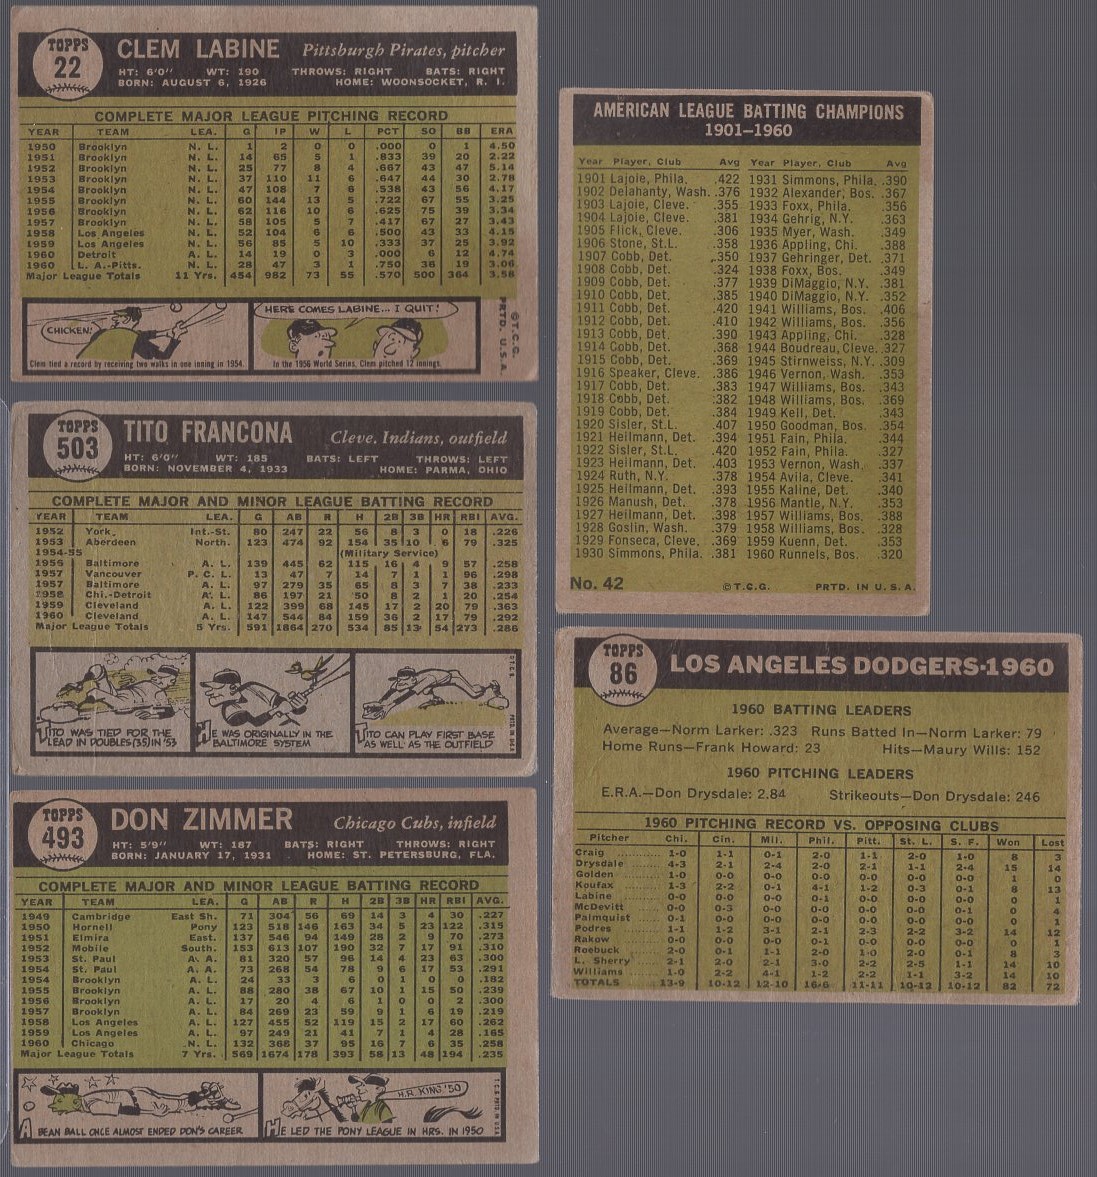 TOPPS
22
CLEM LABINE Pittsburgh Pirates, pitcher
HT: 6'0" WT: 190 THROWS: RIGHT BATS: RIGHT
BORN: AUGUST 6, 1926 HOME: WOONSOCKET, R. I.
COMPLETE MAJOR LEAGUE PITCHING RECORD
YEAR TEAM LEA. G IP W L PCT SO BB ERA
1950 Brooklyn N. L. 1 2 0 0 .000 0 1 4.50
1951 Brooklyn N. L. 14 65 5 1 .833 39 20 2.22
1952 Brooklyn N. L. 25 77 8 4 .667 43 47 5.14
1953 Brooklyn N. L. 37 110 11 6 .647 44 30 2.78
1954 Brooklyn N. L. 47 108 7 6 .538 43 56 4.17
1955 Brooklyn N. L. 60 144 13 5 .722 67 55 3.25
1956 Brooklyn N. L. 62 116 10 6 .625 75 39 3.34
1957 Brooklyn N. L. 58 105 5 7 .417 67 27 3.43
1958 Los Angeles N. L. 52 104 6 6 .500 43 33 4.15
1959 Los Angeles N. L. 56 85 5 10 .333 37 25 3.92
1960 Detroit A. L. 14 19 0 3 .000 6 12 4.74
1960 L. A.-Pitts. N. L. 28 47 3 1 .750 36 19 3.06
Major League Totals 11 Yrs. 454 982 73 55 .570 500 364 3.58
CHICKEN!
HERE COMES LABINE... I QUIT!
Clem tied a record by receiving two walks in one inning in 1954.
In the 1956 World Series, Clem pitched 12 innings.
©T.C.G.
PRTD. U.S.A.
TOPPS
503
TITO FRANCONA Cleve. Indians, outfield
HT: 6'0" WT: 185 BATS: LEFT THROWS: LEFT
BORN: NOVEMBER 4, 1933 HOME: PARMA, OHIO
COMPLETE MAJOR AND MINOR LEAGUE BATTING RECORD
YEAR TEAM LEA. G AB R H 2B 3B HR RBI AVG.
1952 York Int.-St. 80 247 22 56 8 3 0 18 .226
1953 Aberdeen North. 123 474 92 154 35 10 6 79 .325
1954-55 (Military Service)
1956 Baltimore A. L. 139 445 62 115 16 4 9 57 .258
1957 Vancouver P. C. L. 13 47 7 14 7 1 1 96 .298
1957 Baltimore A. L. 97 279 35 65 8 3 7 38 .233
1958 Chi.-Detroit A. L. 86 197 21 50 8 2 1 20 .254
1959 Cleveland A. L. 122 399 68 145 17 2 20 79 .363
1960 Cleveland A. L. 147 544 84 159 36 2 17 79 .292
Major League Totals 5 Yrs. 591 1864 270 534 85 13 54 273 .286
TITO WAS TIED FOR THE LEAD IN DOUBLES (35) IN '53
HE WAS ORIGINALLY IN THE BALTIMORE SYSTEM
TITO CAN PLAY FIRST BASE AS WELL AS THE OUTFIELD
TOPPS
493
DON ZIMMER Chicago Cubs, infield
HT: 5'9" WT: 187 BATS: RIGHT THROWS: RIGHT
BORN: JANUARY 17, 1931 HOME: ST. PETERSBURG, FLA.
COMPLETE MAJOR AND MINOR LEAGUE BATTING RECORD
YEAR TEAM LEA. G AB R H 2B 3B HR RBI AVG.
1949 Cambridge East Sh. 71 304 56 69 14 3 4 30 .227
1950 Hornell Pony 123 518 146 163 34 5 23 122 .315
1951 Elmira East. 137 546 94 149 28 2 9 70 .273
1952 Mobile South. 153 613 107 190 32 7 17 91 .310
1953 St. Paul A. A. 81 320 57 96 14 4 23 63 .300
1954 St. Paul A. A. 73 268 54 78 9 6 17 53 .291
1954 Brooklyn A. L. 24 33 3 6 0 1 0 0 .182
1955 Brooklyn A. L. 88 280 38 67 10 1 15 50 .239
1956 Brooklyn A. L. 17 20 4 6 1 0 0 2 .300
1957 Brooklyn A. L. 84 269 23 59 9 1 6 19 .219
1958 Los Angeles A. L. 127 455 52 119 15 2 17 60 .262
1959 Los Angeles A. L. 97 249 21 41 7 1 4 28 .165
1960 Chicago N. L. 132 368 37 95 16 7 6 35 .258
Major League Totals 7 Yrs. 569 1674 178 393 58 13 48 194 .235
H.R. KING, '50
A BEAN BALL ONCE ALMOST ENDED DON'S CAREER
HE LED THE PONY LEAGUE IN HRS. IN 1950
AMERICAN LEAGUE BATTING CHAMPIONS
1901–1960
Year Player, Club Avg Year Player, Club Avg
1901 Lajoie, Phila. .422 1931 Simmons, Phila. .390
1902 Delahanty, Wash. .376 1932 Alexander, Bos. .367
1903 Lajoie, Cleve. .355 1933 Foxx, Phila. .356
1904 Lajoie, Cleve. .381 1934 Gehrig, N.Y. .363
1905 Flick, Cleve. .306 1935 Myer, Wash. .349
1906 Stone, St.L. .358 1936 Appling, Chi. .388
1907 Cobb, Det. .350 1937 Gehringer, Det. .371
1908 Cobb, Det. .324 1938 Foxx, Bos. .349
1909 Cobb, Det. .377 1939 DiMaggio, N.Y. .381
1910 Cobb, Det. .385 1940 DiMaggio, N.Y. .352
1911 Cobb, Det. .420 1941 Williams, Bos. .406
1912 Cobb, Det. .410 1942 Williams, Bos. .356
1913 Cobb, Det. .390 1943 Appling, Chi. .328
1914 Cobb, Det. .368 1944 Boudreau, Cleve. .327
1915 Cobb, Det. .369 1945 Stirnweiss, N.Y. .309
1916 Speaker, Cleve. .386 1946 Vernon, Wash. .353
1917 Cobb, Det. .383 1947 Williams, Bos. .343
1918 Cobb, Det. .382 1948 Williams, Bos. .369
1919 Cobb, Det. .384 1949 Kell, Det. .343
1920 Sisler, St.L. .407 1950 Goodman, Bos. .354
1921 Heilmann, Det. .394 1951 Fain, Phila. .344
1922 Sisler, St.L. .420 1952 Fain, Phila. .327
1923 Heilmann, Det. .403 1953 Vernon, Wash. .337
1924 Ruth, N.Y. .378 1954 Avila, Cleve. .341
1925 Heilmann, Det. .393 1955 Kaline, Det. .340
1926 Manush, Det. .378 1956 Mantle, N.Y. .353
1927 Heilmann, Det. .398 1957 Williams, Bos. .388
1928 Goslin, Wash. .379 1958 Williams, Bos. .328
1929 Fonseca, Cleve. .369 1959 Kuenn, Det. .353
1930 Simmons, Phila. .381 1960 Runnels, Bos. .320
No. 42 ©T.C.G. PRTD. IN U.S.A.
TOPPS
86
LOS ANGELES DODGERS-1960
1960 BATTING LEADERS
Average—Norm Larker: .323 Runs Batted In—Norm Larker: 79
Home Runs—Frank Howard: 23 Hits—Maury Wills: 152
1960 PITCHING LEADERS
E.R.A.—Don Drysdale: 2.84 Strikeouts—Don Drysdale: 246
1960 PITCHING RECORD VS. OPPOSING CLUBS
Pitcher Chi. Cin. Mil. Phil. Pitt. St. L. S. F. Won Lost
Craig 1-0 1-1 0-1 2-0 1-1 2-0 1-0 8 3
Drysdale 4-3 2-1 2-4 2-0 2-1 1-1 2-4 15 14
Golden 1-0 0-0 0-0 0-0 0-0 0-0 0-0 1 0
Koufax 1-3 2-2 0-1 4-1 1-2 0-3 0-1 8 13
Labine 0-0 0-0 0-0 0-1 0-0 0-0 0-0 0 1
McDevitt 0-0 0-3 0-0 0-0 0-0 0-0 0-1 0 4
Palmquist 0-1 0-0 0-0 0-0 0-0 0-0 0-0 0 1
Podres 1-1 1-2 3-1 2-1 2-3 2-2 3-2 14 12
Rakow 0-0 0-0 0-1 0-0 0-0 0-0 0-0 0 1
Roebuck 2-0 0-1 1-1 2-0 1-1 2-0 0-0 8 3
L. Sherry 2-1 2-0 2-1 3-0 2-2 2-5 1-1 14 10
Williams 1-0 2-2 4-1 1-2 2-2 1-1 3-2 14 10
TOTALS 13-9 10-12 12-10 16-6 11-11 10-12 10-12 82 72